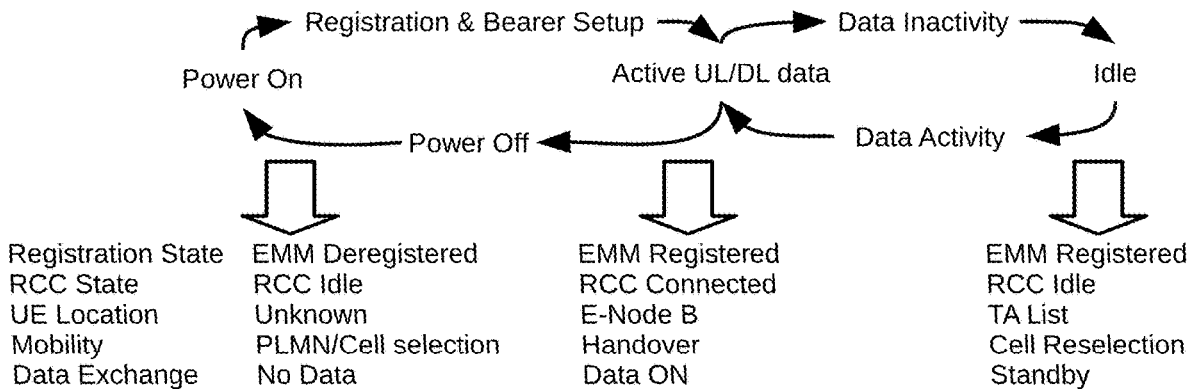 Registration & Bearer Setup Data Inactivity
Power On Active UL/DL data Idle
Power Off Data Activity
Registration State EMM Deregistered EMM Registered EMM Registered
RCC State RCC Idle RCC Connected RCC Idle
UE Location Unknown E-Node B TA List
Mobility PLMN/Cell selection Handover Cell Reselection
Data Exchange No Data Data ON Standby